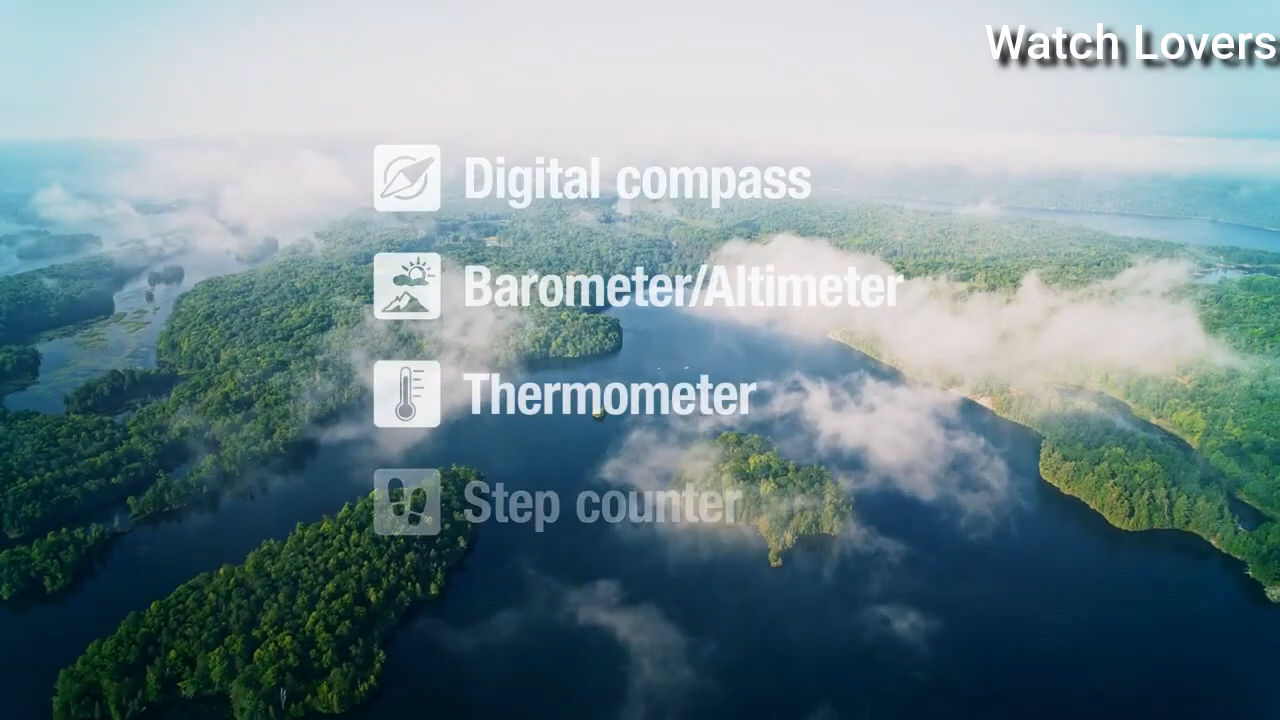 Watch Lovers
Digital compass
Barometer/Altimeter
Thermometer
Step counter